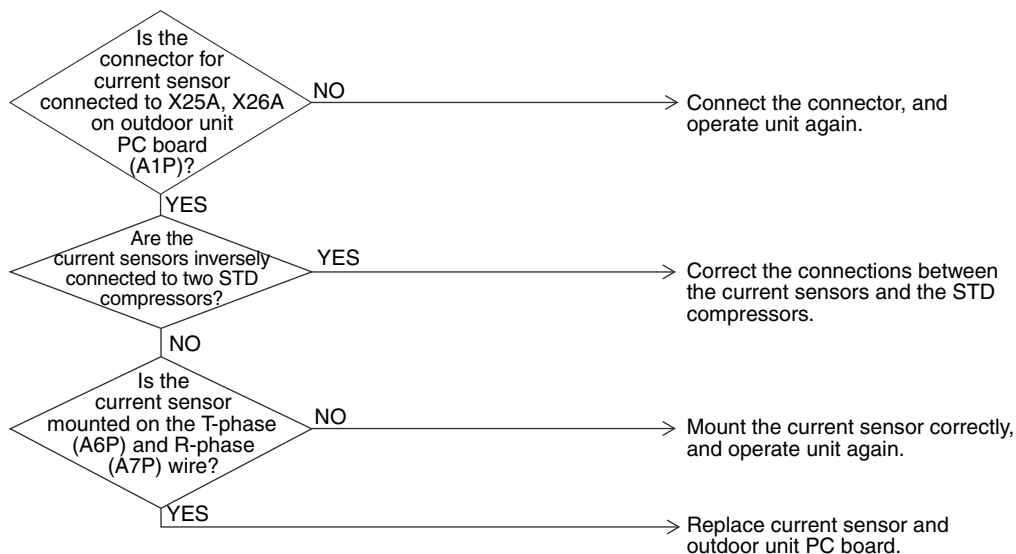 Is the
connector for
current sensor
connected to X25A, X26A
on outdoor unit
PC board
(A1P)?
NO
Connect the connector, and
operate unit again.
YES
Are the
current sensors inversely
connected to two STD
compressors?
YES
Correct the connections between
the current sensors and the STD
compressors.
NO
Is the
current sensor
mounted on the T-phase
(A6P) and R-phase
(A7P) wire?
NO
Mount the current sensor correctly,
and operate unit again.
YES
Replace current sensor and
outdoor unit PC board.